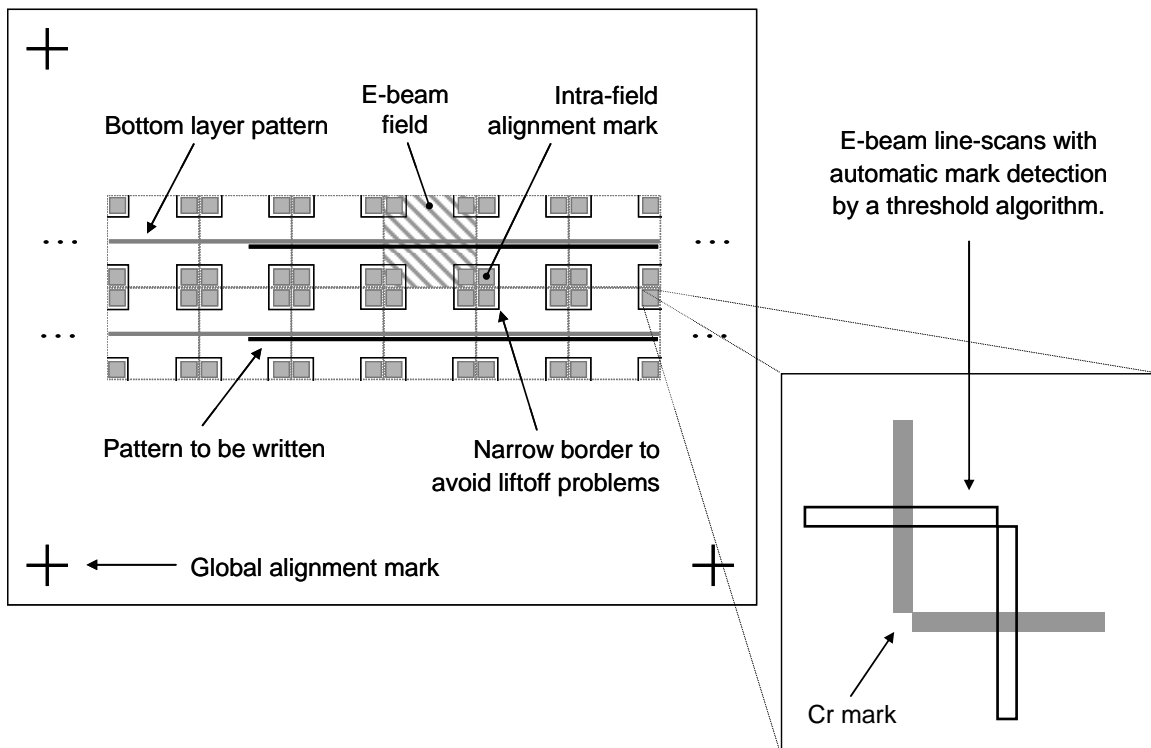 E-beam
field
Intra-field
alignment mark
Bottom layer pattern
E-beam line-scans with
automatic mark detection
by a threshold algorithm.
. . .
. . .
. . .
. . .
Pattern to be written
Narrow border to
avoid liftoff problems
Global alignment mark
Cr mark